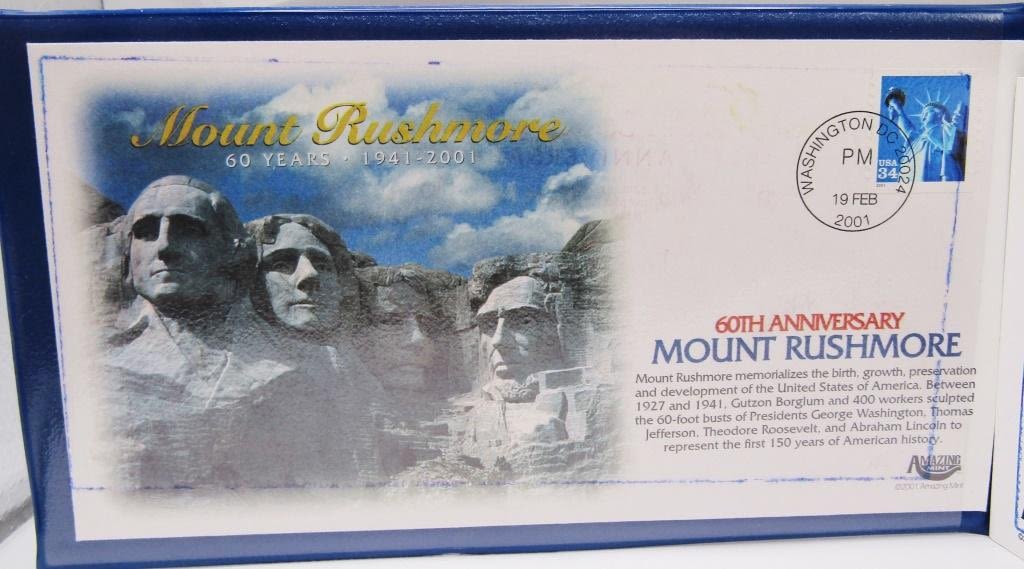 Mount Rushmore
60 YEARS · 1941-2001
WASHINGTON DC 20024
PM
19 FEB
2001
USA
34
2001
60TH ANNIVERSARY
MOUNT RUSHMORE
Mount Rushmore memorializes the birth, growth, preservation
and development of the United States of America. Between
1927 and 1941, Gutzon Borglum and 400 workers sculpted
the 60-foot busts of Presidents George Washington, Thomas
Jefferson, Theodore Roosevelt, and Abraham Lincoln to
represent the first 150 years of American history.
AMAZING
MINT
©2001 Amazing Mint